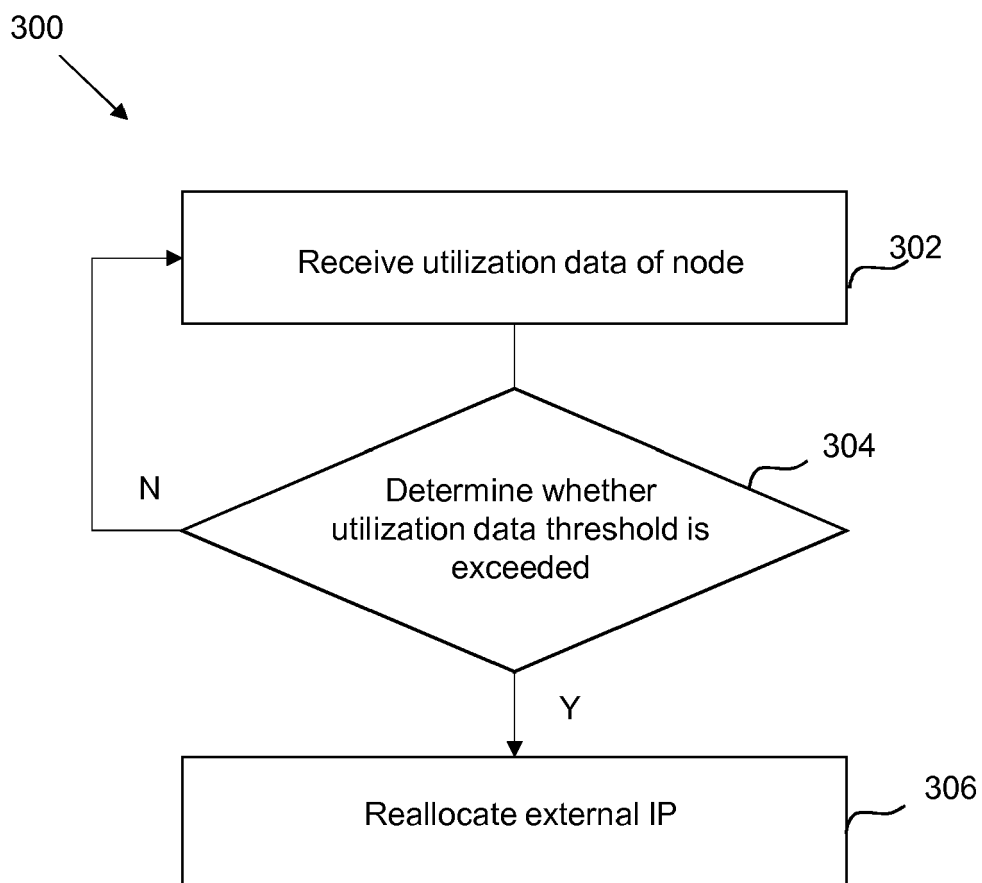 300
Receive utilization data of node
302
304
N
Determine whether
utilization data threshold is
exceeded
Y
Reallocate external IP
306